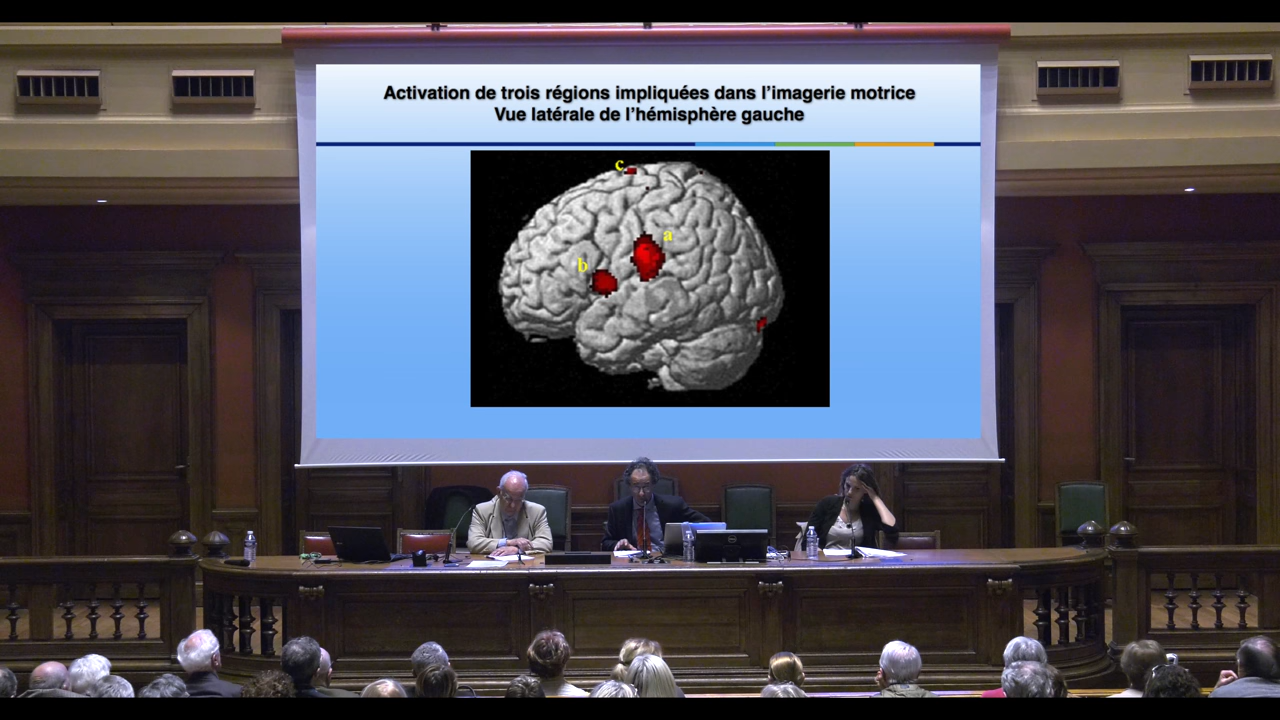 Activation de trois régions impliquées dans l'imagerie motrice
Vue latérale de l'hémisphère gauche
c
a
b